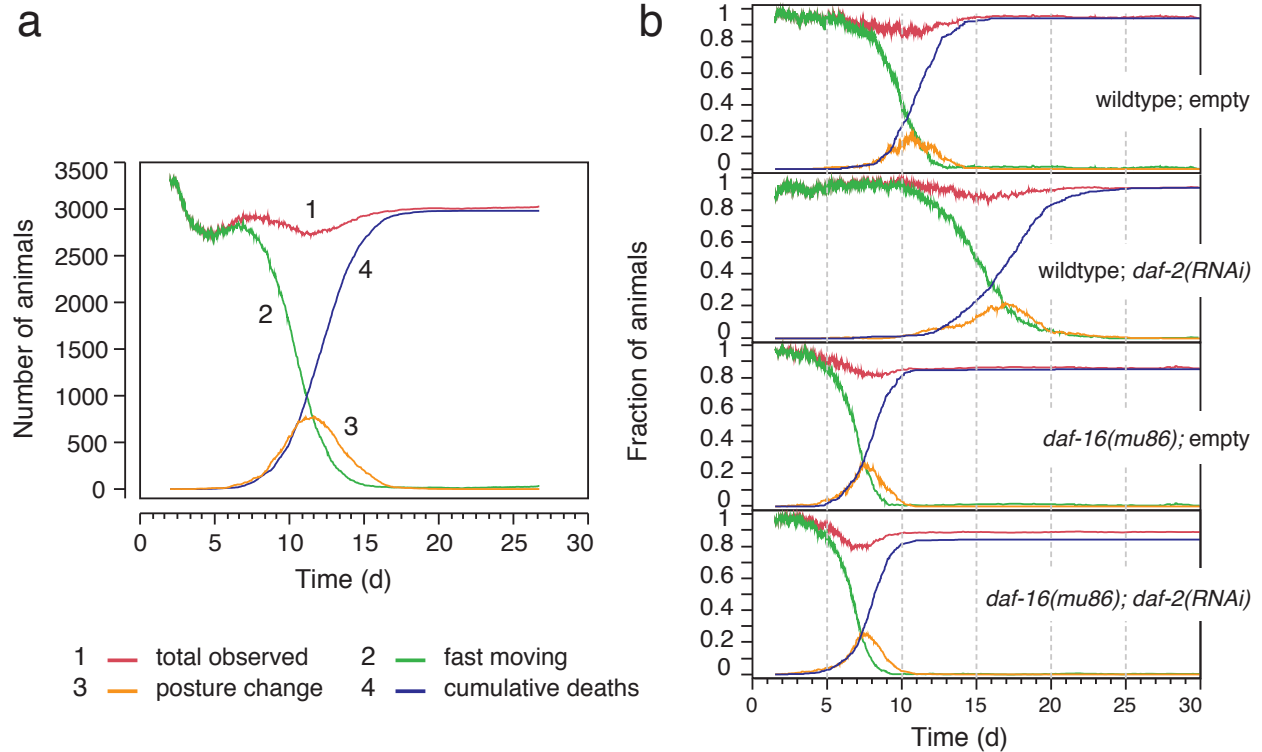 a
Number of animals
3500
3000
2500
2000
1500
1000
500
0
0 5 10 15 20 25 30
Time (d)
1
2
3
4
1 total observed
2 fast moving
3 posture change
4 cumulative deaths
b
Fraction of animals
1
0.8
0.6
0.4
0.2
0
wildtype; empty
1
0.8
0.6
0.4
0.2
0
wildtype; daf-2(RNAi)
1
0.8
0.6
0.4
0.2
0
daf-16(mu86); empty
1
0.8
0.6
0.4
0.2
0
daf-16(mu86); daf-2(RNAi)
0 5 10 15 20 25 30
Time (d)